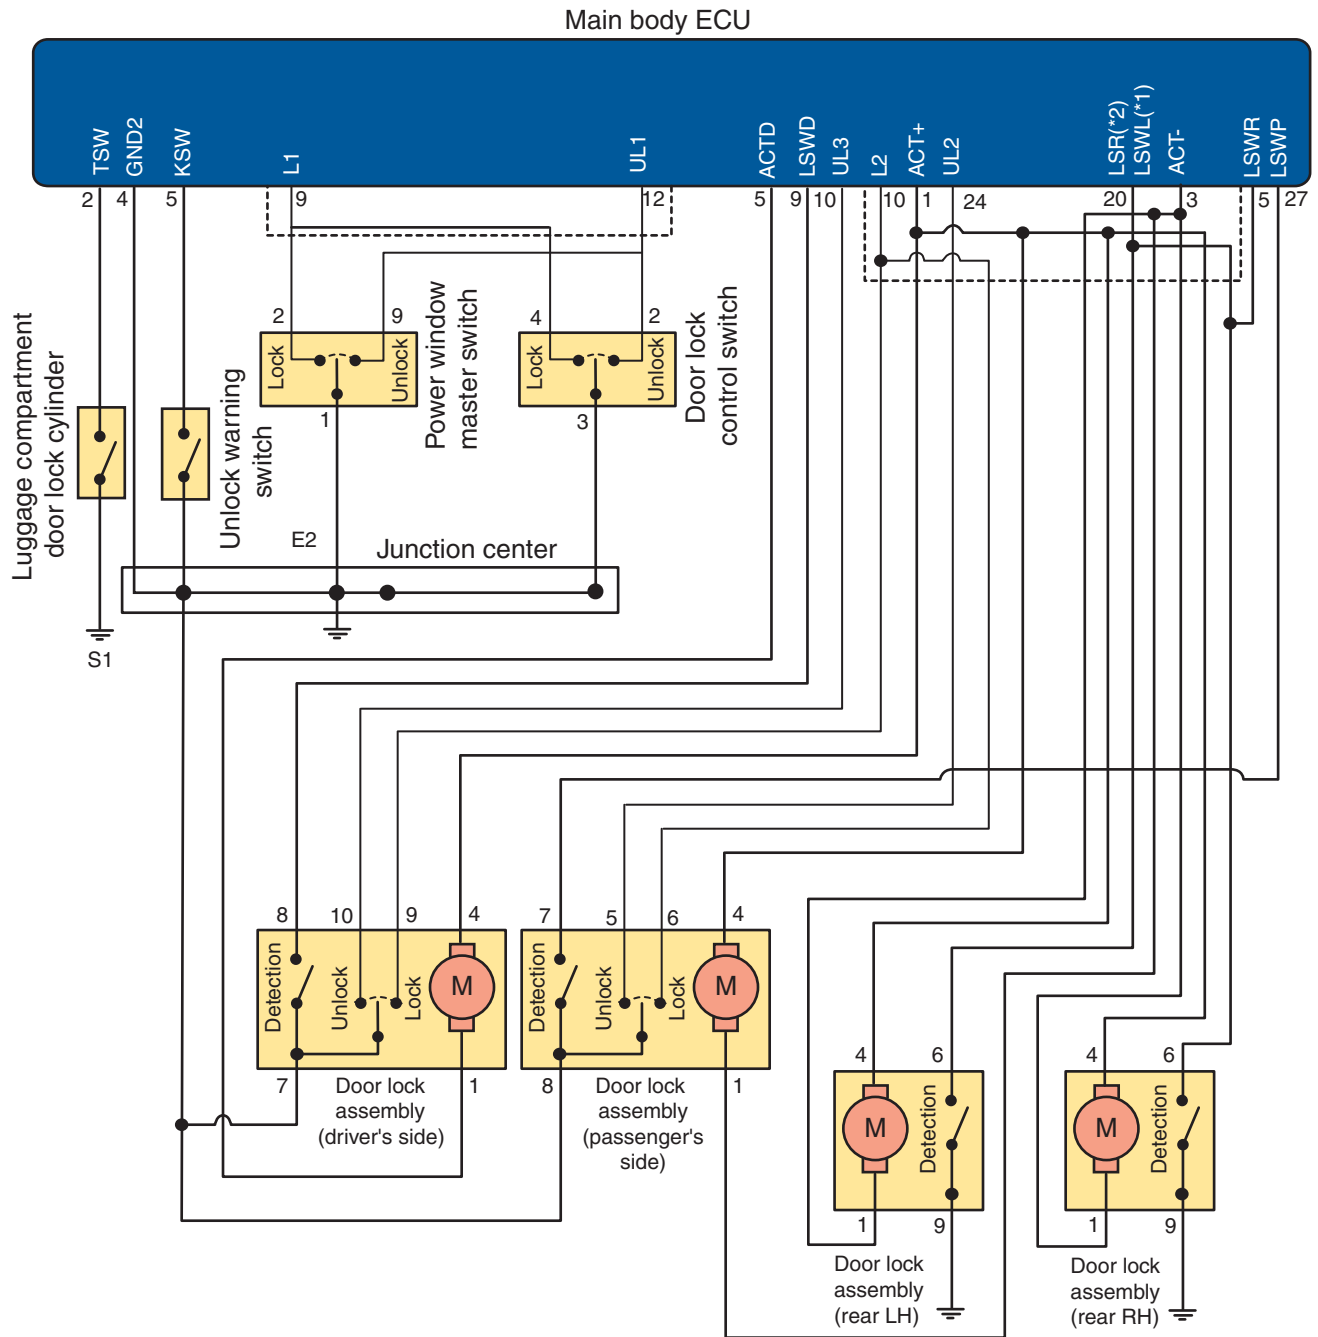 Main body ECU
TSW
GND2
KSW
L1
UL1
ACTD
LSWD
UL3
L2
ACT+
UL2
LSR(*2)
LSWL(*1)
ACT-
LSWR
LSWP
2
4
5
9
12
5
9
10
10
1
24
20
3
5
27
2
9
4
2
Lock
Unlock
Lock
Unlock
1
3
Power window
master switch
Door lock
control switch
Luggage compartment
door lock cylinder
Unlock warning
switch
E2
Junction center
S1
8
10
9
4
7
5
6
4
Detection
Unlock
Lock
M
Detection
Unlock
Lock
M
7
1
8
1
Door lock
assembly
(driver's side)
Door lock
assembly
(passenger's
side)
4
6
4
6
M
Detection
M
Detection
1
9
1
9
Door lock
assembly
(rear LH)
Door lock
assembly
(rear RH)